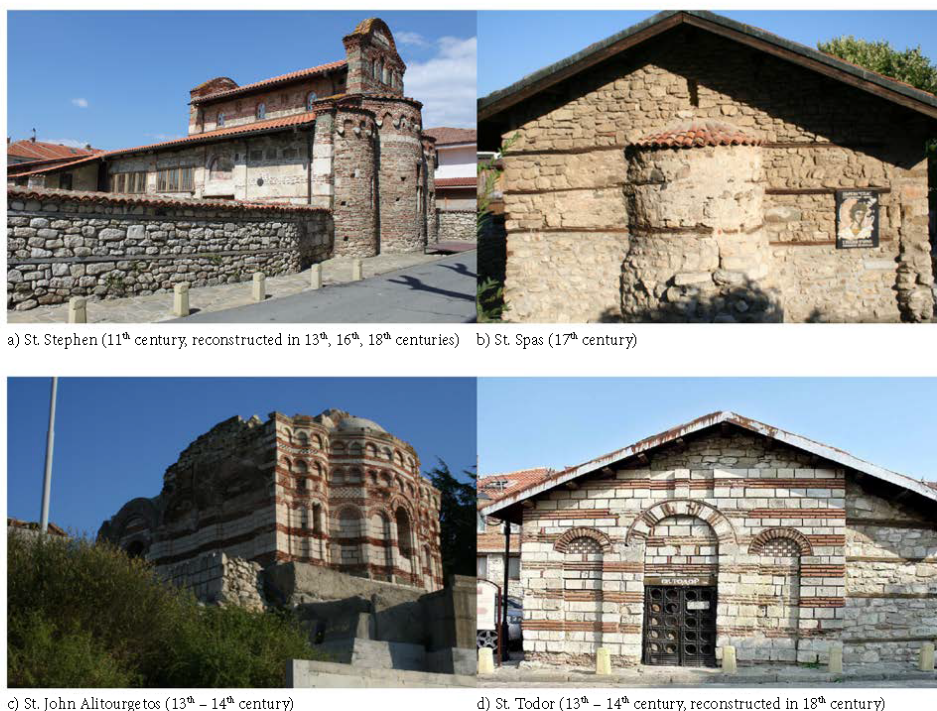 a) St. Stephen (11th century, reconstructed in 13th, 16th, 18th centuries)
b) St. Spas (17th century)
c) St. John Alitourgetos (13th – 14th century)
d) St. Todor (13th – 14th century, reconstructed in 18th century)